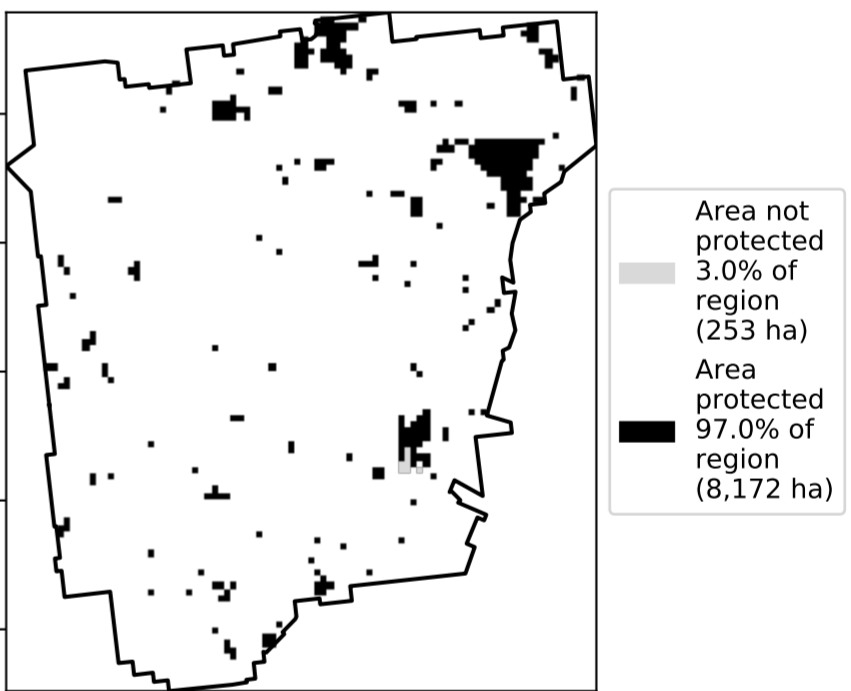 Area not
protected
3.0% of
region
(253 ha)
Area
protected
97.0% of
region
(8,172 ha)